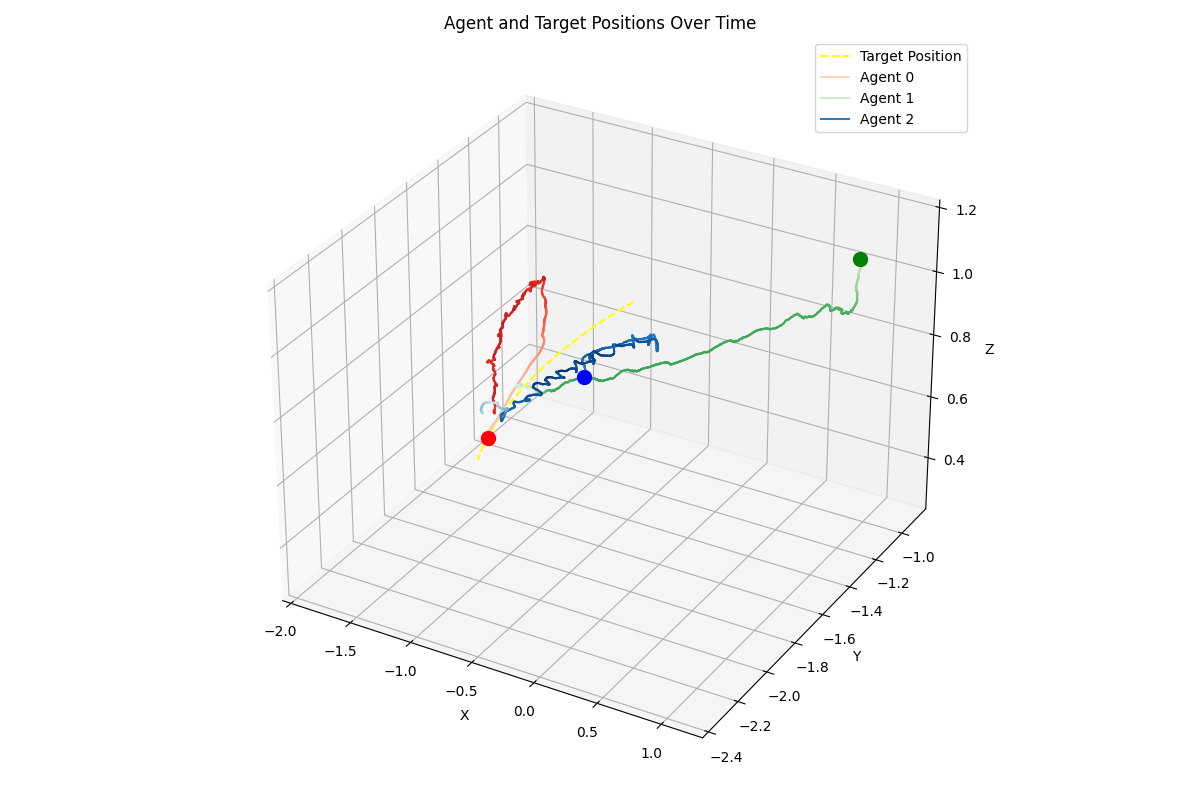 Agent and Target Positions Over Time
Target Position
Agent 0
Agent 1
Agent 2
1.2
1.0
0.8
0.6
0.4
Z
−1.0
−1.2
−1.4
−1.6
−1.8
−2.0
−2.2
−2.4
Y
−2.0
−1.5
−1.0
−0.5
0.0
0.5
1.0
X